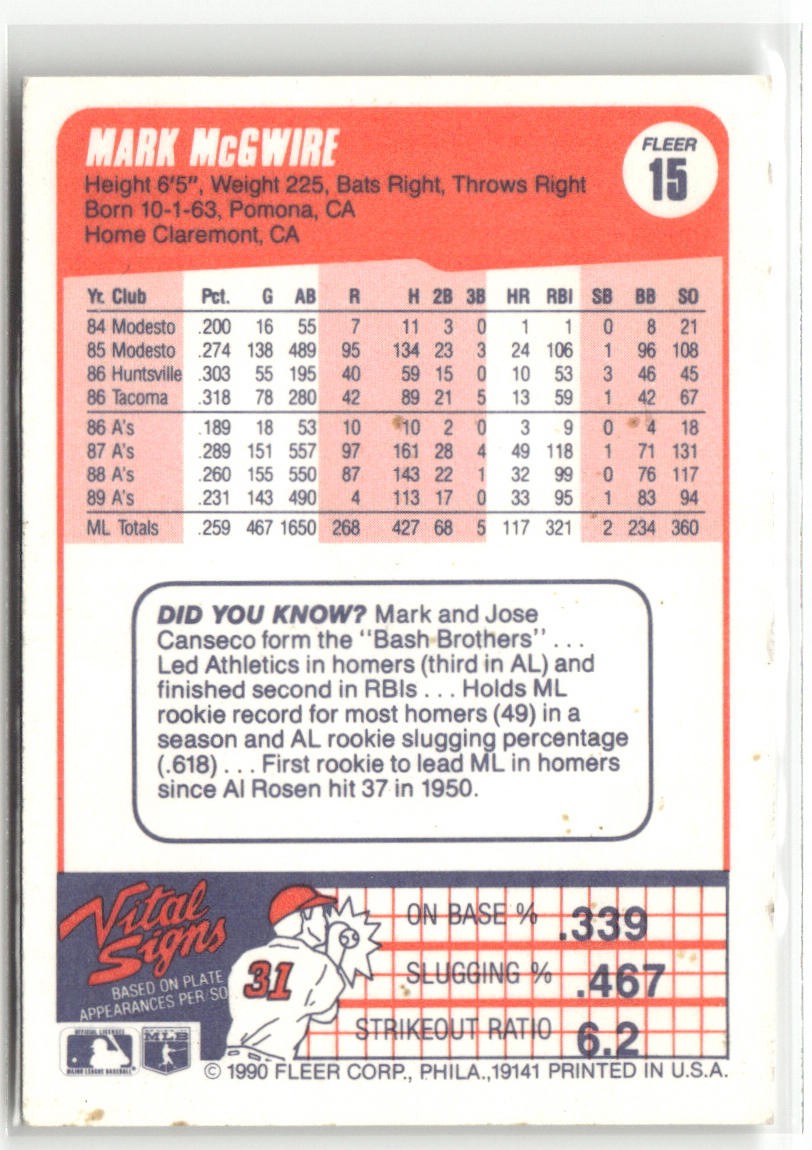 MARK McGWIRE
FLEER
15
Height 6'5", Weight 225, Bats Right, Throws Right
Born 10-1-63, Pomona, CA
Home Claremont, CA
Yr. Club Pct. G AB R H 2B 3B HR RBI SB BB SO
84 Modesto .200 16 55 7 11 3 0 1 1 0 8 21
85 Modesto .274 138 489 95 134 23 3 24 106 1 96 108
86 Huntsville .303 55 195 40 59 15 0 10 53 3 46 45
86 Tacoma .318 78 280 42 89 21 5 13 59 1 42 67
86 A's .189 18 53 10 10 2 0 3 9 0 4 18
87 A's .289 151 557 97 161 28 4 49 118 1 71 131
88 A's .260 155 550 87 143 22 1 32 99 0 76 117
89 A's .231 143 490 4 113 17 0 33 95 1 83 94
ML Totals .259 467 1650 268 427 68 5 117 321 2 234 360
DID YOU KNOW? Mark and Jose
Canseco form the "Bash Brothers" . . .
Led Athletics in homers (third in AL) and
finished second in RBIs . . . Holds ML
rookie record for most homers (49) in a
season and AL rookie slugging percentage
(.618) . . . First rookie to lead ML in homers
since Al Rosen hit 37 in 1950.
Vital
Signs
BASED ON PLATE
APPEARANCES PER/SO
31
ON BASE % .339
SLUGGING % .467
STRIKEOUT RATIO 6.2
OFFICIAL LICENSEE
MAJOR LEAGUE BASEBALL
MLB
© 1990 FLEER CORP., PHILA.,19141 PRINTED IN U.S.A.